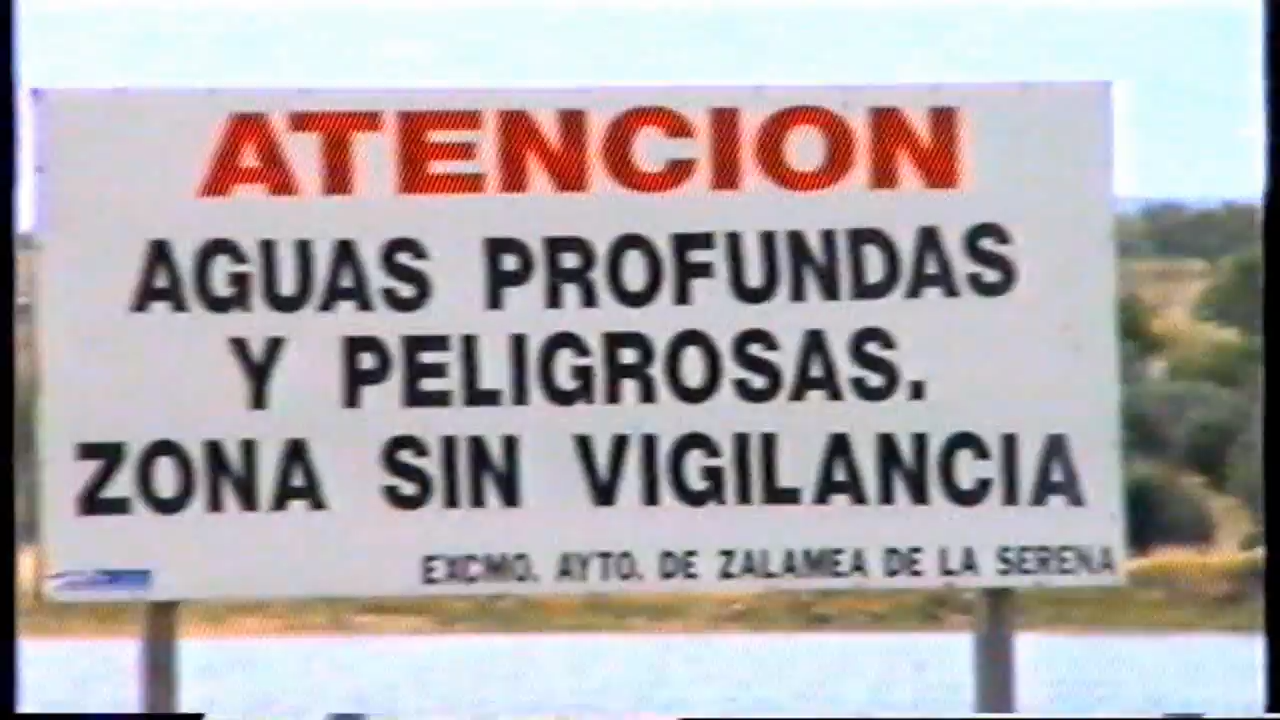 ATENCION
AGUAS PROFUNDAS
Y PELIGROSAS.
ZONA SIN VIGILANCIA
EXCMO. AYTO. DE ZALAMEA DE LA SERENA